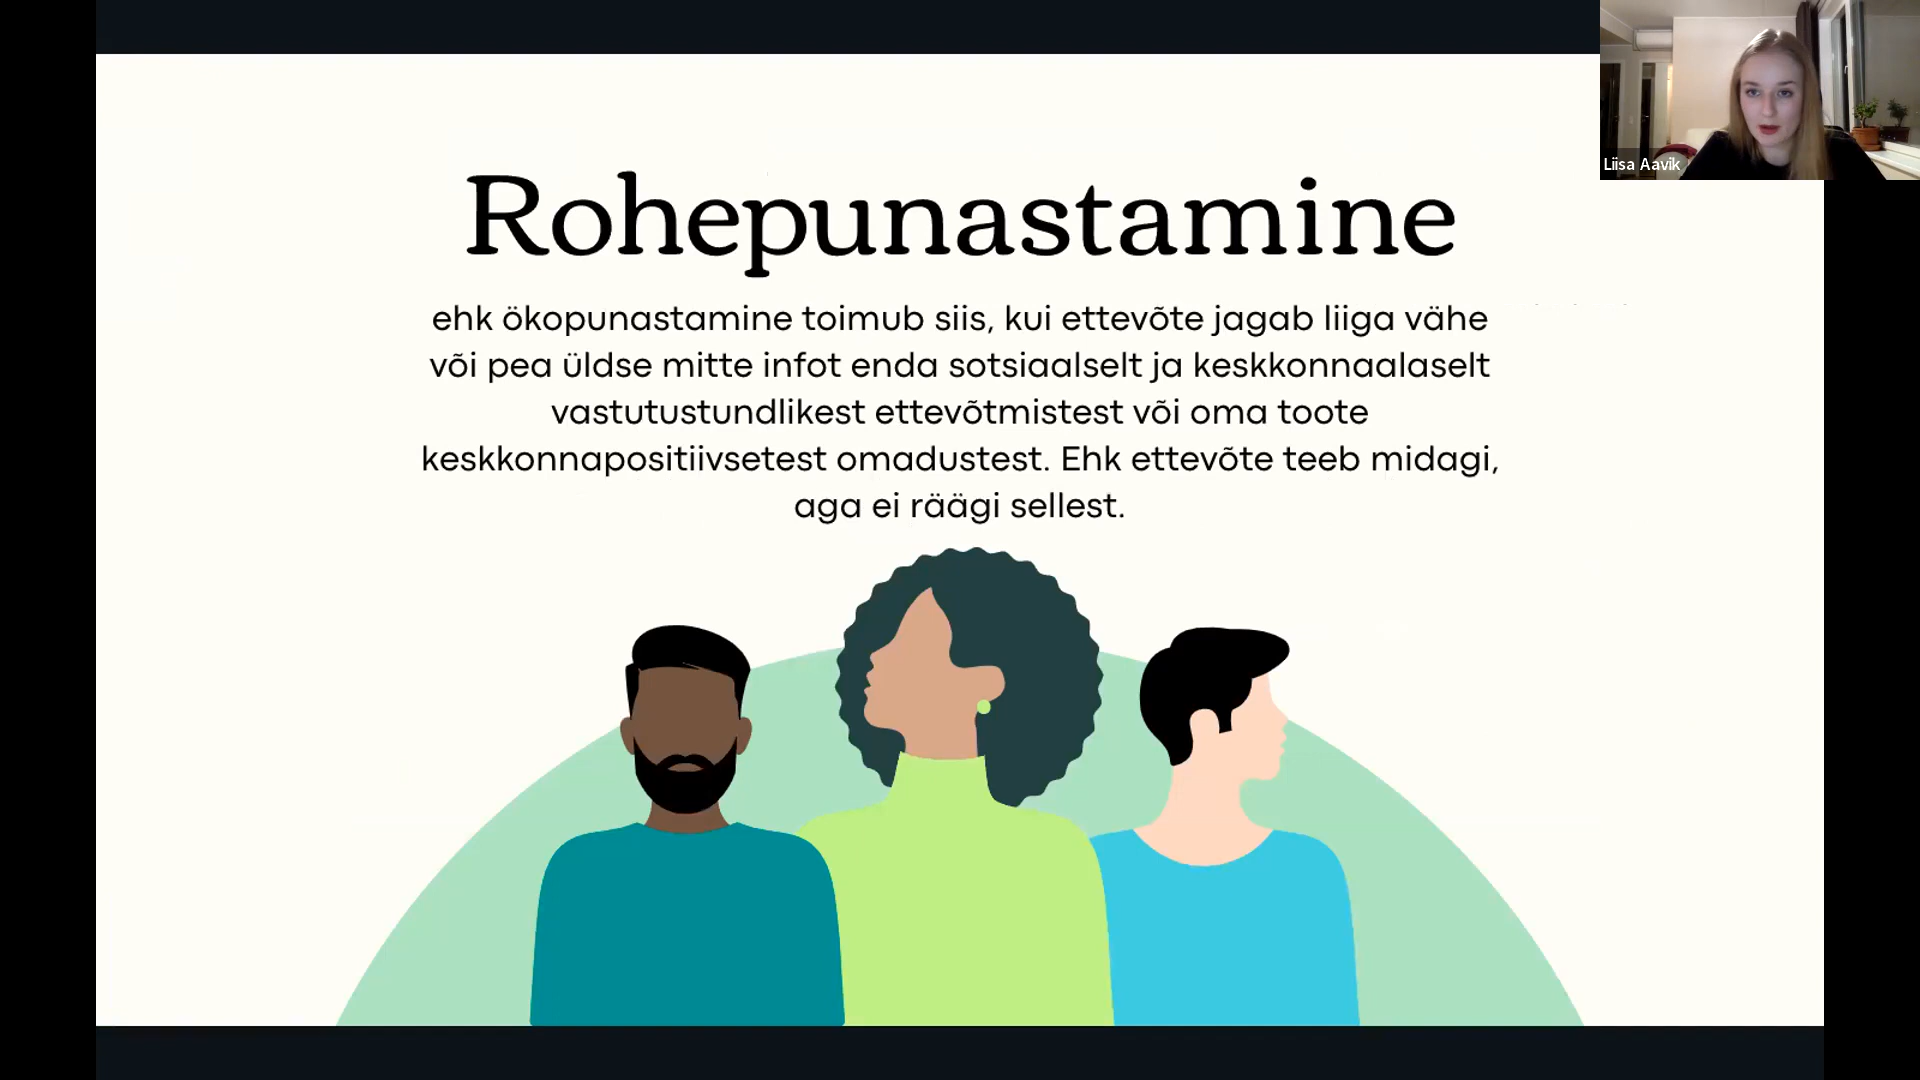 Liisa Aavik
Rohepunastamine
ehk ökopunastamine toimub siis, kui ettevõte jagab liiga vähe
või pea üldse mitte infot enda sotsiaalselt ja keskkonnaalaselt
vastutustundlikest ettevõtmistest või oma toote
keskkonnapositiivsetest omadustest. Ehk ettevõte teeb midagi,
aga ei räägi sellest.